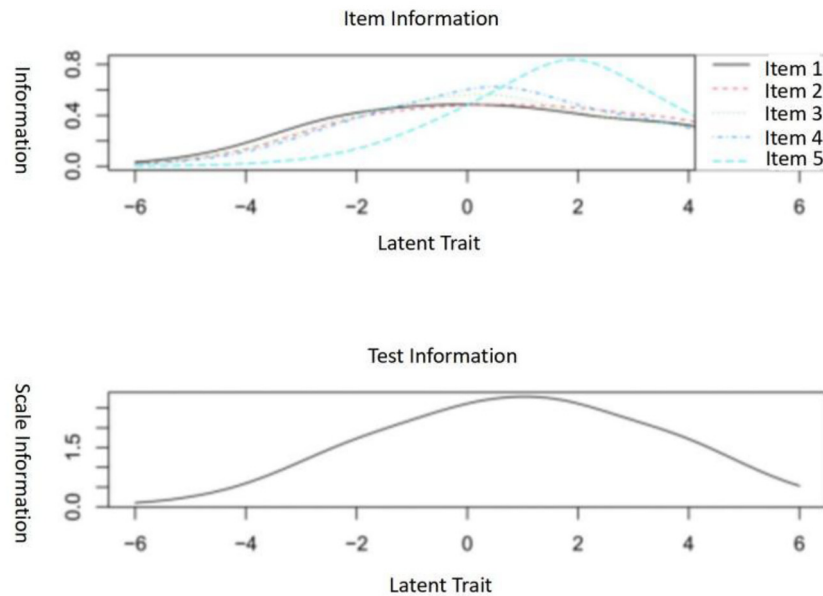 Item Information
Information
0.8
0.4
0.0
Item 1
Item 2
Item 3
Item 4
Item 5
−6 −4 −2 0 2 4 6
Latent Trait
Test Information
Scale Information
1.5
0.0
−6 −4 −2 0 2 4 6
Latent Trait